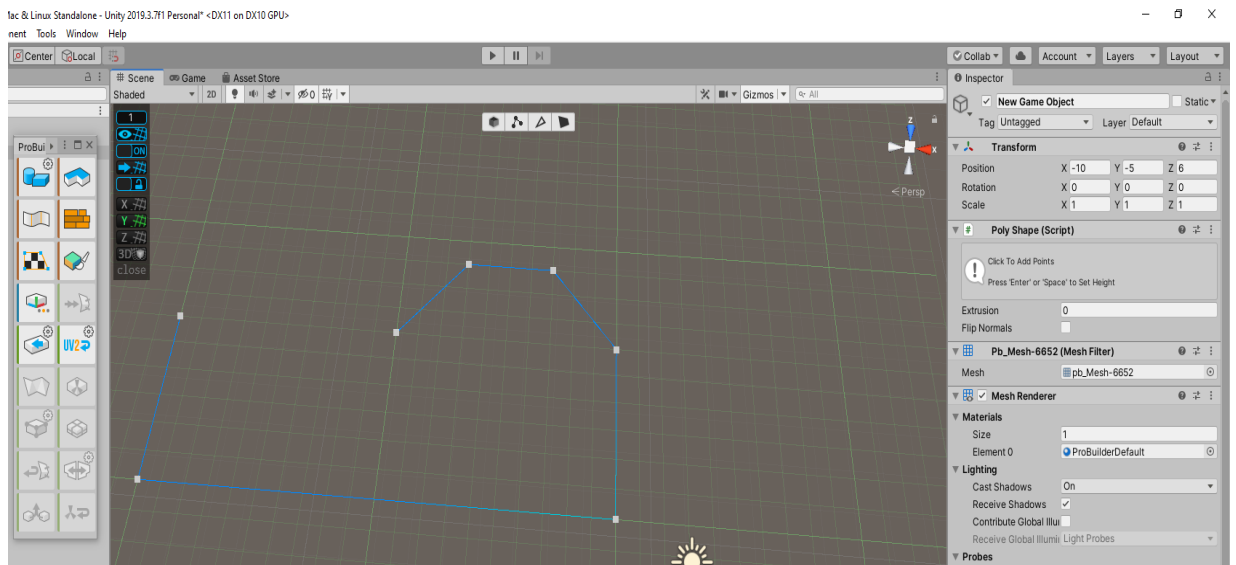 Mac & Linux Standalone - Unity 2019.3.7f1 Personal* <DX11 on DX10 GPU>
nent Tools Window Help
Center Local
Collab Account Layers Layout
Scene Game Asset Store
Inspector
Shaded 2D 0 Gizmos All
1
ON
X
Y
Z
3D
close
ProBui
UV2
z
x
Persp
New Game Object Static
Tag Untagged Layer Default
Transform
Position X -10 Y -5 Z 6
Rotation X 0 Y 0 Z 0
Scale X 1 Y 1 Z 1
Poly Shape (Script)
Click To Add Points
Press 'Enter' or 'Space' to Set Height
Extrusion 0
Flip Normals
Pb_Mesh-6652 (Mesh Filter)
Mesh pb_Mesh-6652
Mesh Renderer
Materials
Size 1
Element 0 ProBuilderDefault
Lighting
Cast Shadows On
Receive Shadows
Contribute Global Illui
Receive Global Illumii Light Probes
Probes